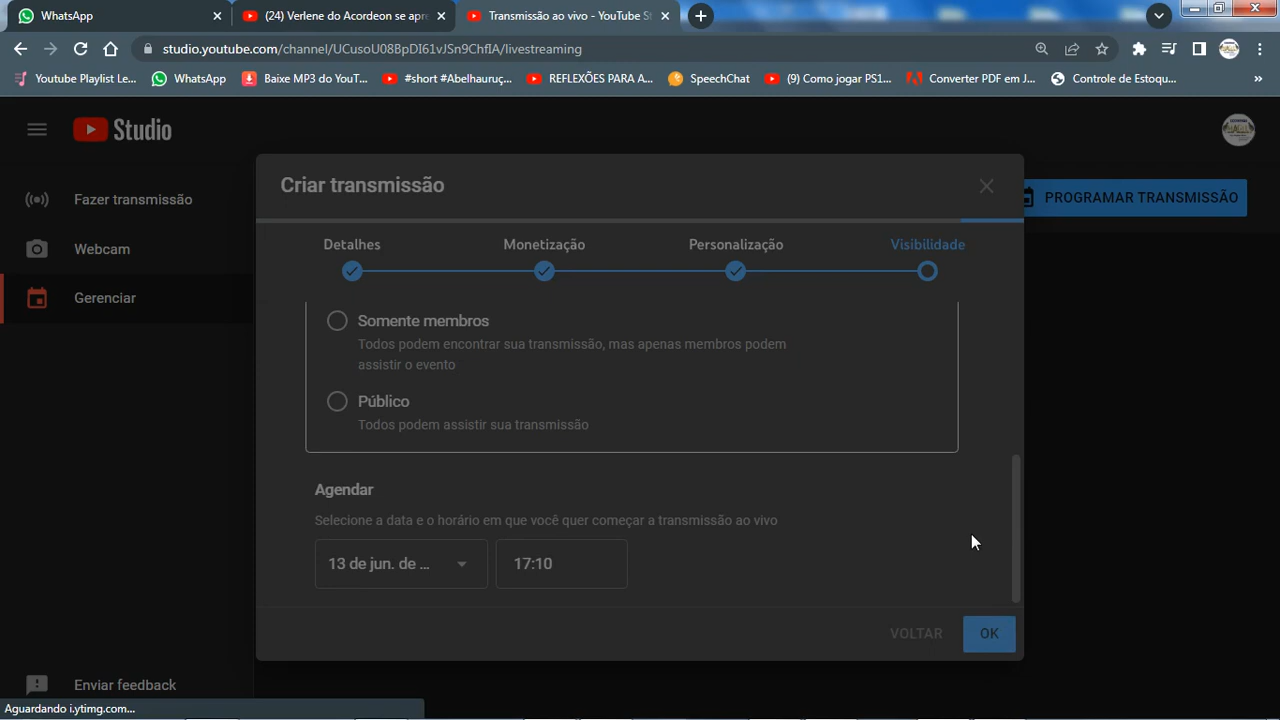 WhatsApp
(24) Verlene do Acordeon se apre
Transmissão ao vivo - YouTube S
studio.youtube.com/channel/UCusoU08BpDI61vJSn9ChflA/livestreaming
Youtube Playlist Le...
WhatsApp
Baixe MP3 do YouT...
#short #Abelhauruç...
REFLEXÕES PARA A...
SpeechChat
(9) Como jogar PS1...
Converter PDF em J...
Controle de Estoqu...
»
Studio
Fazer transmissão
Webcam
Gerenciar
Enviar feedback
PROGRAMAR TRANSMISSÃO
Criar transmissão
Detalhes
Monetização
Personalização
Visibilidade
Somente membros
Todos podem encontrar sua transmissão, mas apenas membros podem
assistir o evento
Público
Todos podem assistir sua transmissão
Agendar
Selecione a data e o horário em que você quer começar a transmissão ao vivo
13 de jun. de ...
17:10
VOLTAR
OK
Aguardando i.ytimg.com...